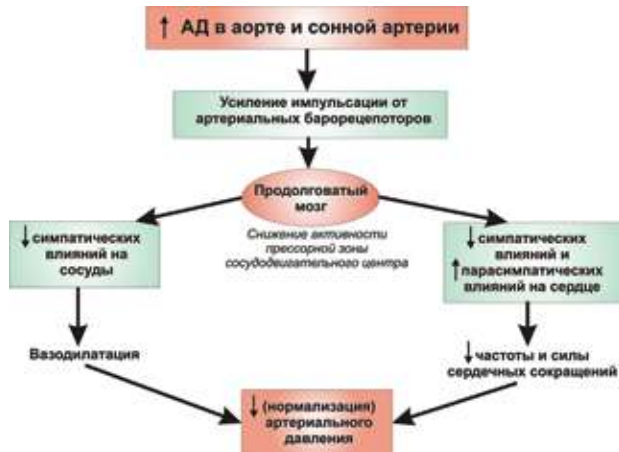 ↑ АД в аорте и сонной артерии
Усиление импульсации от
артериальных барорецепоторов
Продолговатый
мозг
Снижение активности
прессорной зоны
сосудодвигательного центра
↓ симпатических
влияний на
сосуды
↓ симпатических
влияний и
↑ парасимпатических
влияний на сердце
Вазодилатация
↓ частоты и силы
сердечных сокращений
↓ (нормализация)
артериального
давления